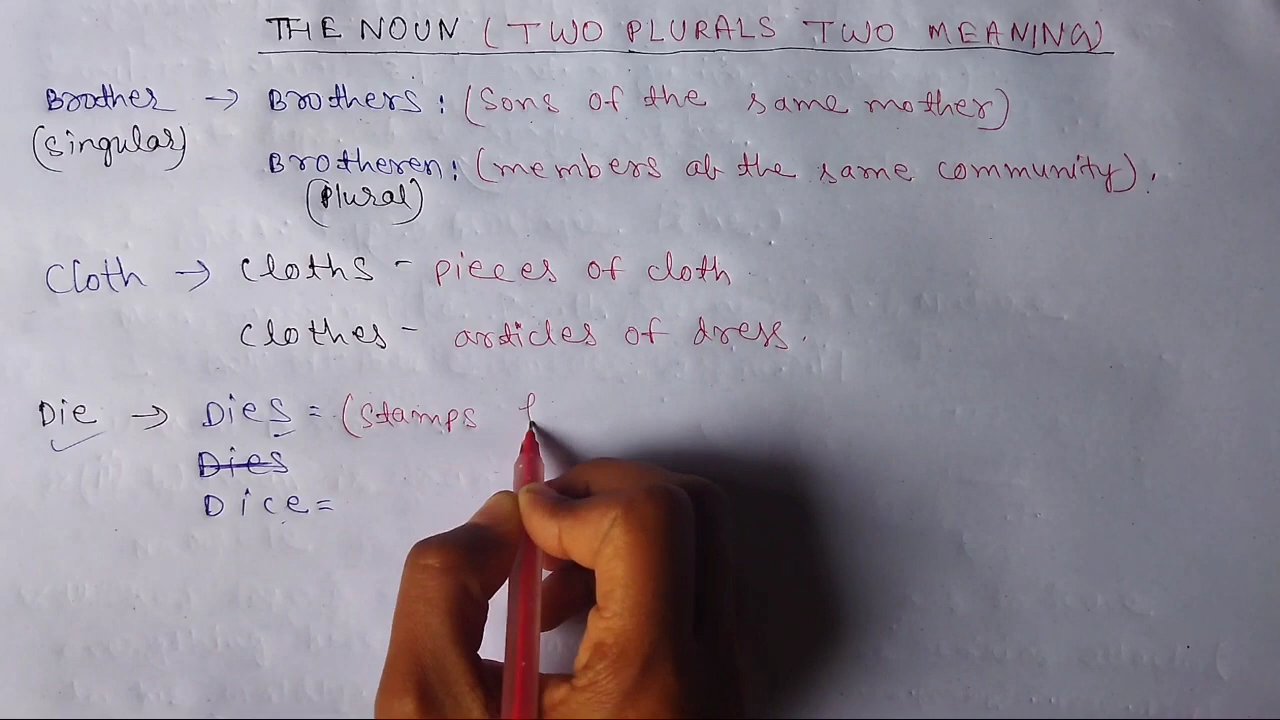 THE NOUN (TWO PLURALS TWO MEANING)
Brother → Brothers: (Sons of the same mother)
(singular)
Brotheren: (members of the same community).
(Plural)
Cloth → Cloths - pieces of cloth.
Clothes - articles of dress.
Die → Dies = (stamps f
Dies
Dice =